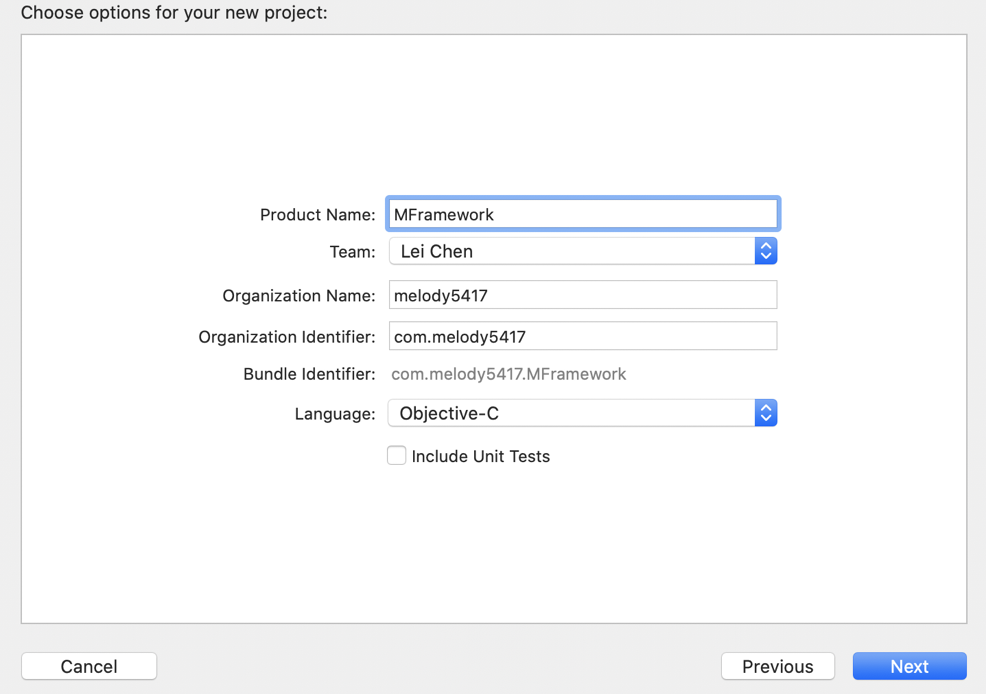 Choose options for your new project:
Product Name: MFramework
Team: Lei Chen
Organization Name: melody5417
Organization Identifier: com.melody5417
Bundle Identifier: com.melody5417.MFramework
Language: Objective-C
Include Unit Tests
Cancel Previous Next